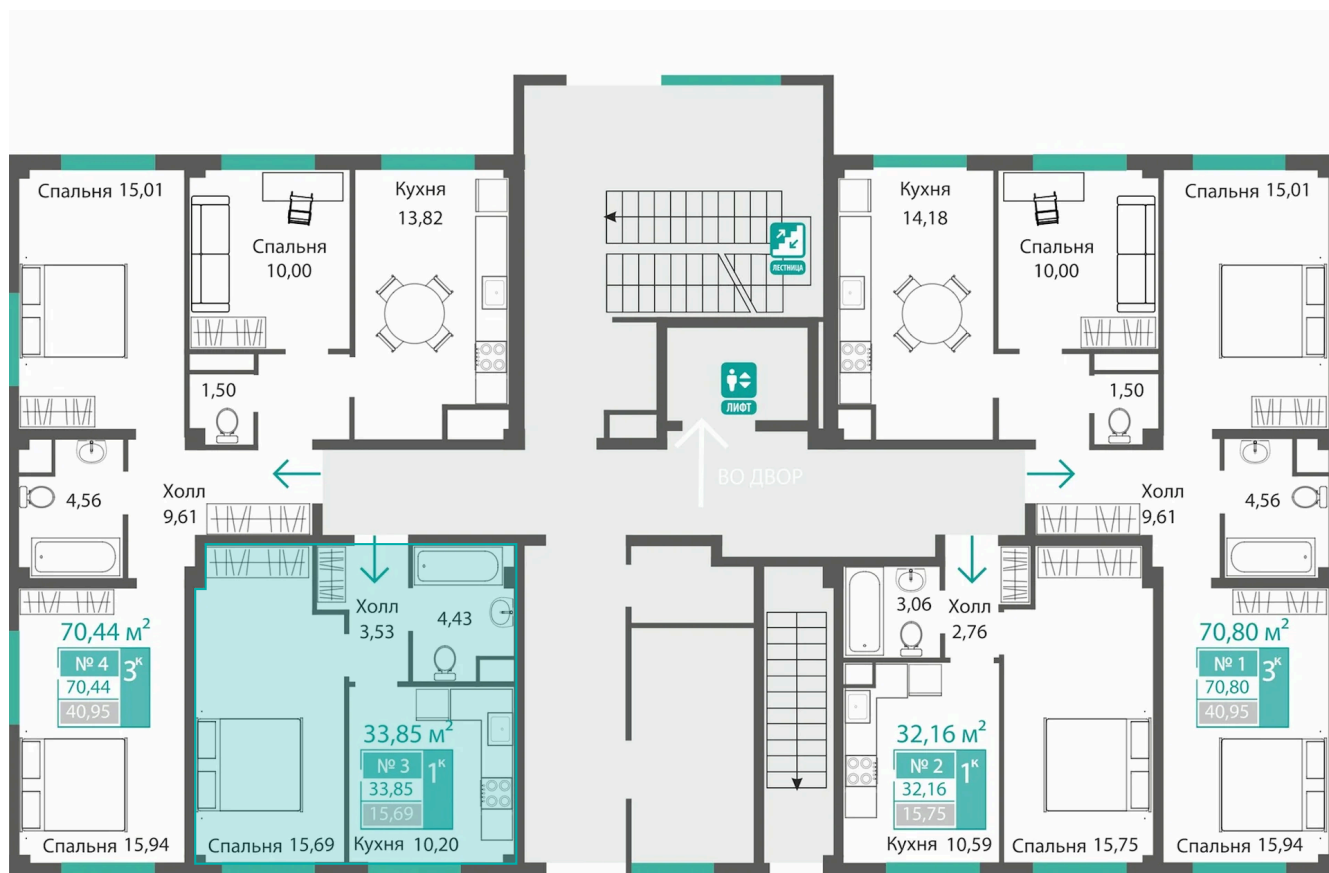 Спальня 15,01
Спальня
10,00
Кухня
13,82
1,50
4,56
Холл
9,61
70,44 м²
№ 4
3к
70,44
40,95
Спальня 15,94
Холл
3,53
4,43
33,85 м²
№ 3
1к
33,85
15,69
Спальня 15,69
Кухня 10,20
ЛЕСТНИЦА
ЛИФТ
ВО ДВОР
Кухня
14,18
Спальня
10,00
Спальня 15,01
1,50
Холл
9,61
4,56
3,06
Холл
2,76
32,16 м²
№ 2
1к
32,16
15,75
Кухня 10,59
Спальня 15,75
70,80 м²
№ 1
3к
70,80
40,95
Спальня 15,94